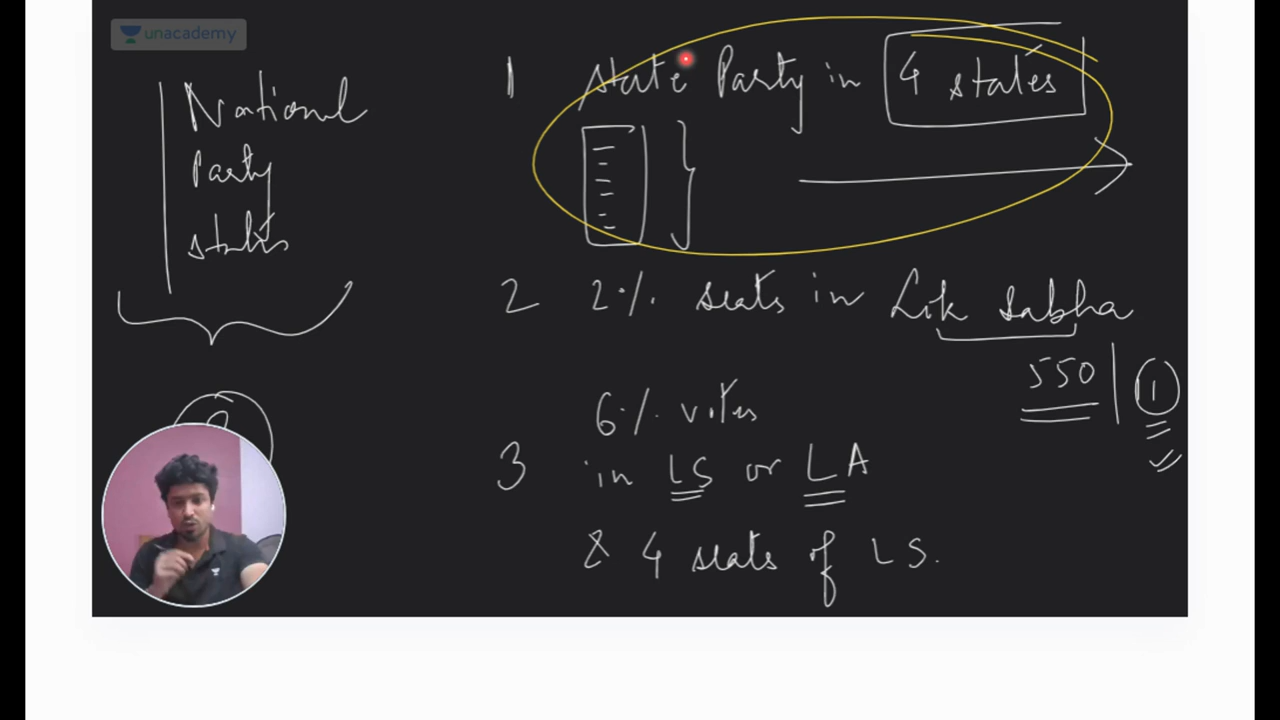 unacademy
National
Party
status
1 State Party in 4 states
2 2% seats in Lok Sabha
550 | 1
6% votes
3 in LS or LA
& 4 seats of LS.